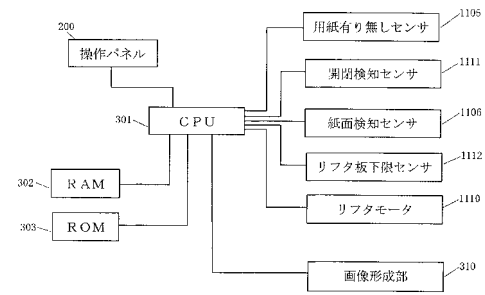 200
操作パネル
用紙有り無しセンサ
1105
開閉検知センサ
1111
301
CPU
紙面検知センサ
1106
リフタ板下限センサ
1112
302
RAM
リフタモータ
1110
303
ROM
画像形成部
310